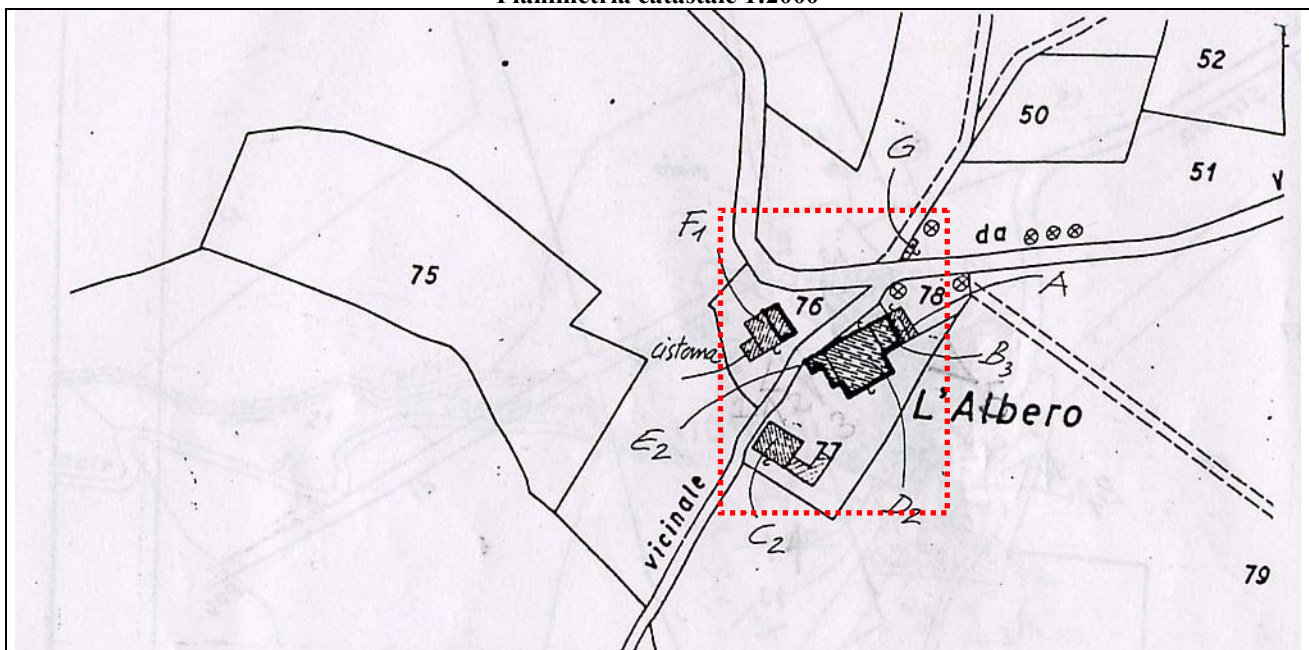 Planimetria catastale 1:2000
52
50
51
G
F1
da
75
76
78
A
cisterna
B3
L'Albero
E2
77
vicinale
D2
C2
79